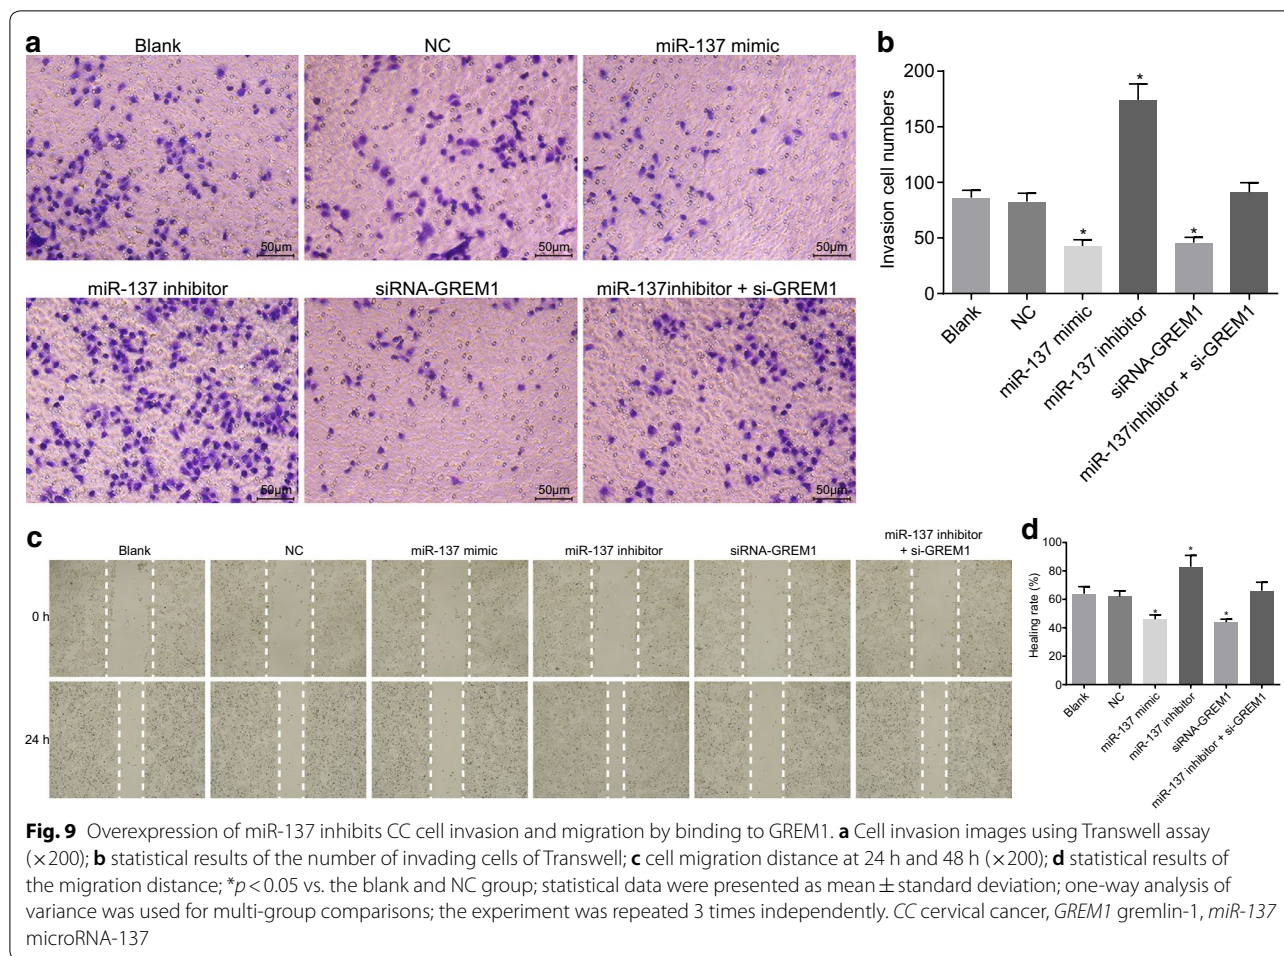 a
Blank
NC
miR-137 mimic
50µm
50µm
50µm
miR-137 inhibitor
siRNA-GREM1
miR-137inhibitor + si-GREM1
50µm
50µm
50µm
b
Invasion cell numbers
200
150
100
50
0
*
*
*
Blank
NC
miR-137 mimic
miR-137 inhibitor
siRNA-GREM1
miR-137inhibitor + si-GREM1
c
Blank
NC
miR-137 mimic
miR-137 inhibitor
siRNA-GREM1
miR-137 inhibitor
+ si-GREM1
0 h
24 h
d
Healing rate (%)
100
80
60
40
20
0
*
*
*
Blank
NC
miR-137 mimic
miR-137 inhibitor
siRNA-GREM1
miR-137 inhibitor + si-GREM1
Fig. 9 Overexpression of miR-137 inhibits CC cell invasion and migration by binding to GREM1. a Cell invasion images using Transwell assay
(×200); b statistical results of the number of invading cells of Transwell; c cell migration distance at 24 h and 48 h (×200); d statistical results of
the migration distance; *p < 0.05 vs. the blank and NC group; statistical data were presented as mean ± standard deviation; one-way analysis of
variance was used for multi-group comparisons; the experiment was repeated 3 times independently. CC cervical cancer, GREM1 gremlin-1, miR-137
microRNA-137